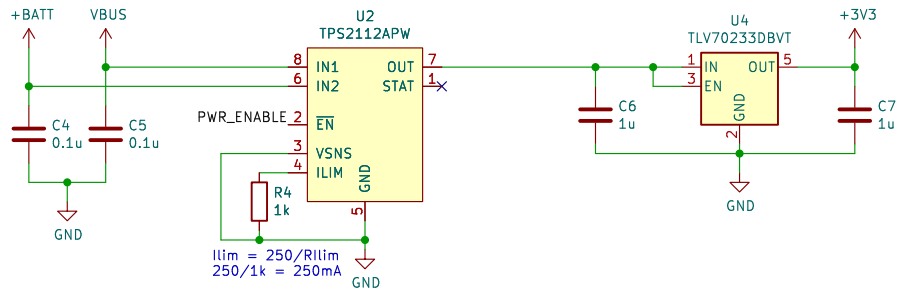 +BATT
VBUS
U2
TPS2112APW
U4
TLV70233DBVT
+3V3
8 IN1
6 IN2
OUT 7
STAT 1
1 IN
3 EN
OUT 5
GND
2
C4
0.1u
C5
0.1u
PWR_ENABLE 2 EN
C6
1u
C7
1u
3 VSNS
4 ILIM
GND
5
R4
1k
GND
GND
Ilim = 250/RIlim
250/1k = 250mA
GND